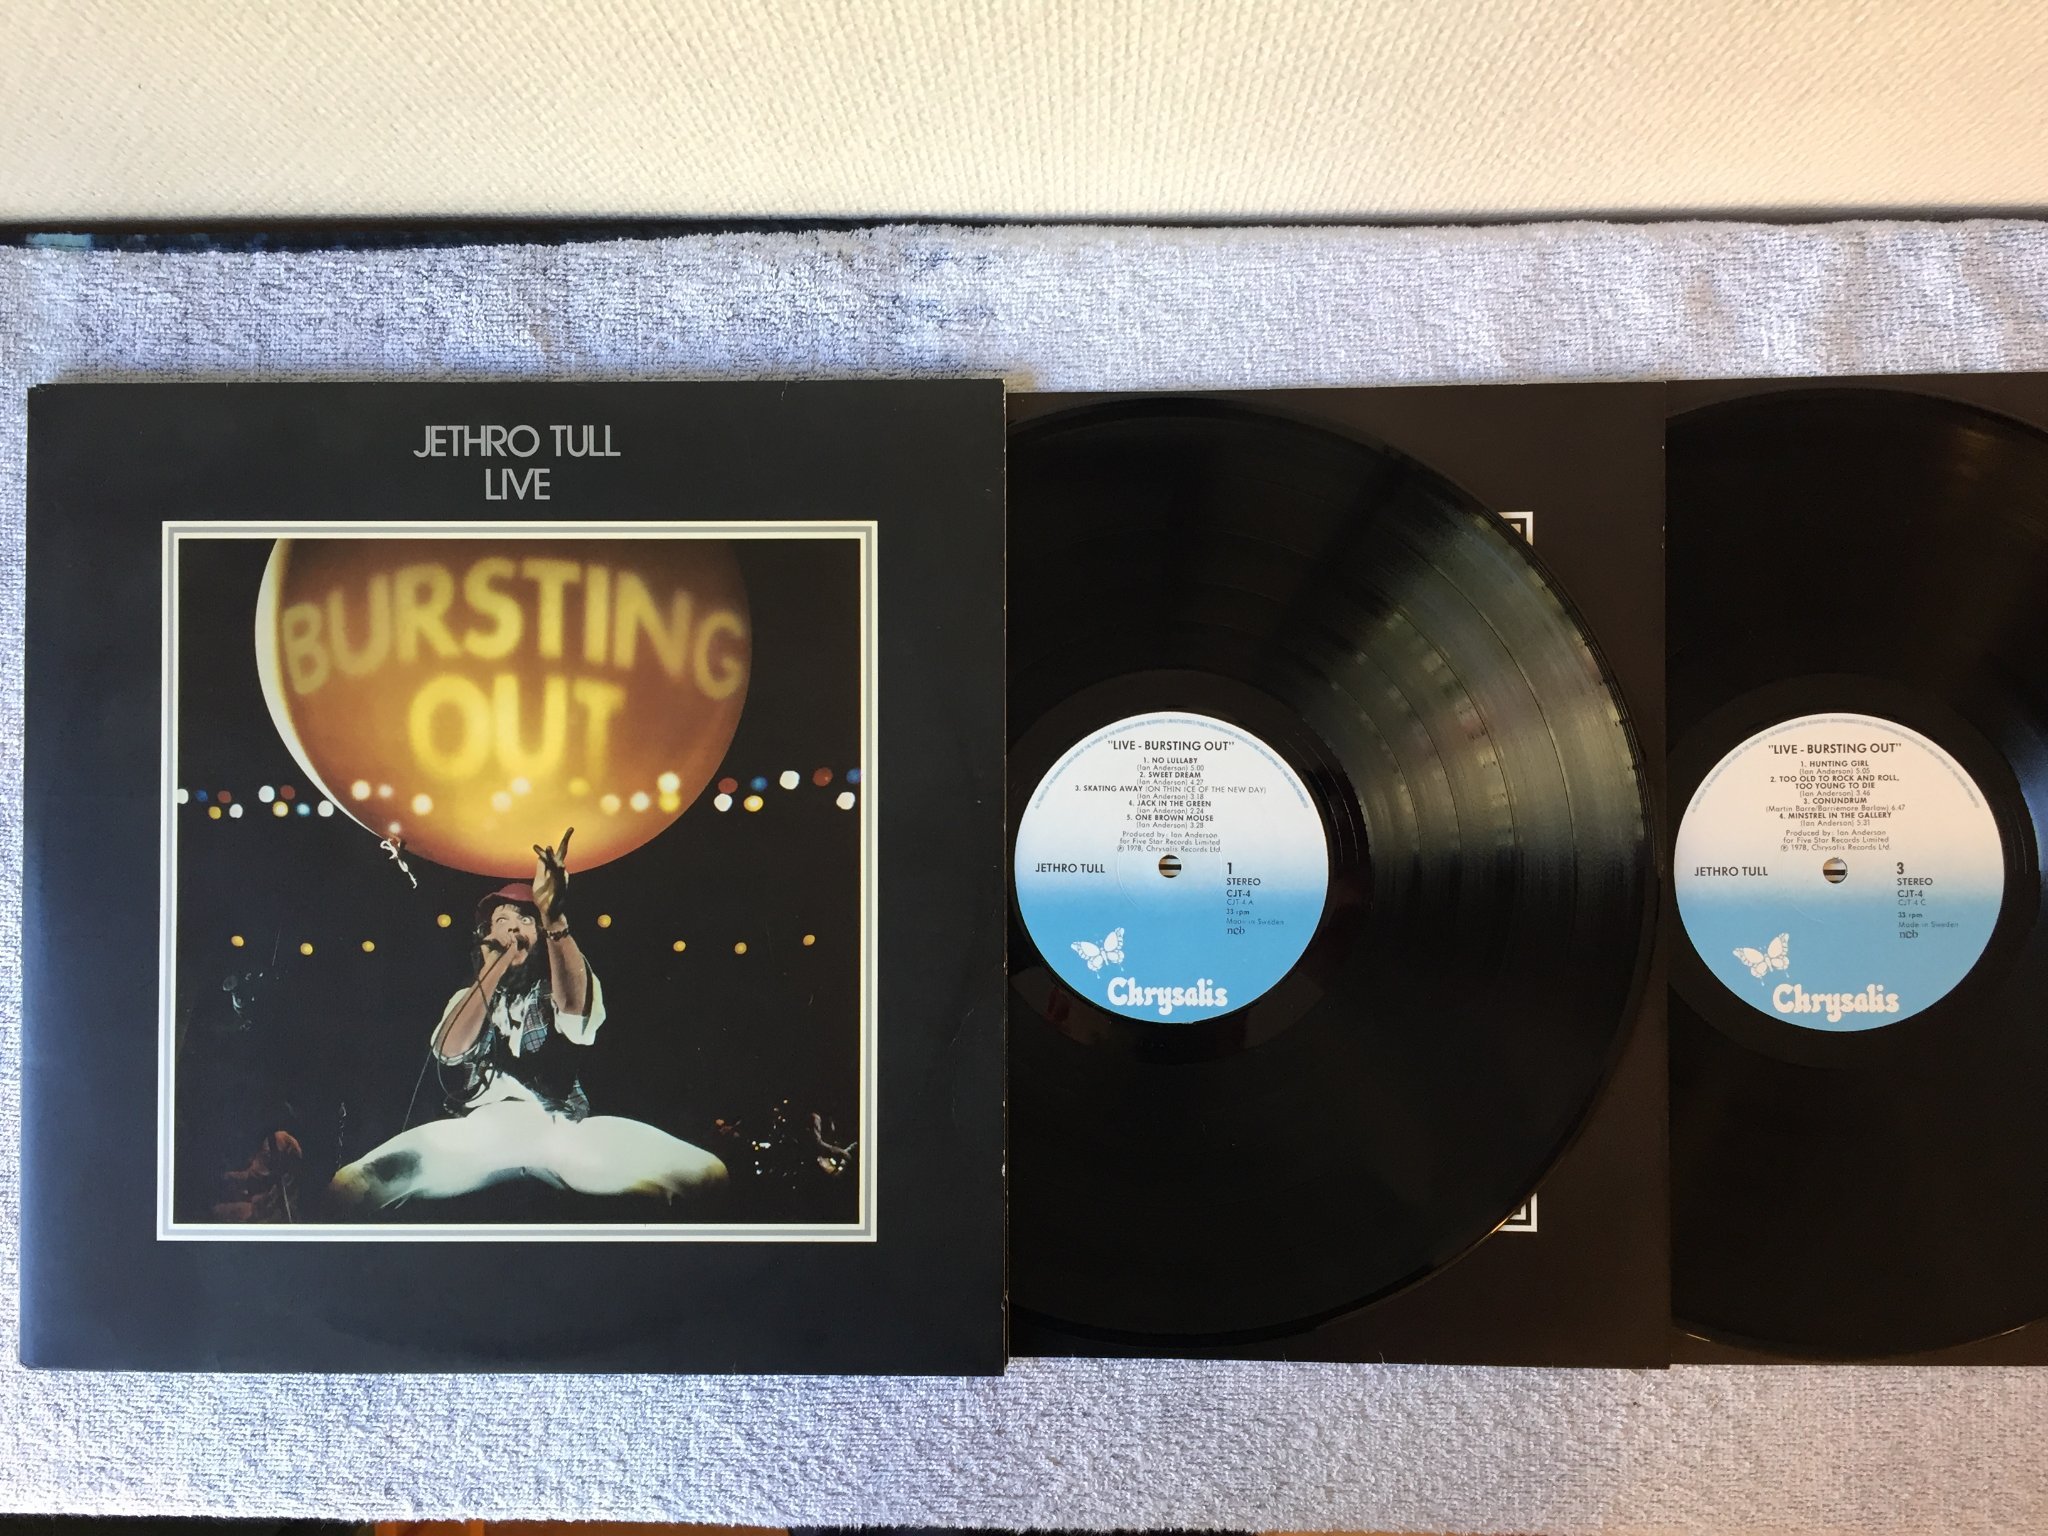 JETHRO TULL
LIVE
BURSTING
OUT
"LIVE - BURSTING OUT"
1. NO LULLABY
(Ian Anderson) 5.00
2. SWEET DREAM
(Ian Anderson) 4.27
3. SKATING AWAY (ON THIN ICE OF THE NEW DAY)
(Ian Anderson) 3.18
4. JACK IN THE GREEN
(Ian Anderson) 2.24
5. ONE BROWN MOUSE
(Ian Anderson) 3.28
Produced by: Ian Anderson
for Five Star Records Limited
℗ 1978, Chrysalis Records Ltd.
JETHRO TULL
1
STEREO
CJT-4
CJT 4 A
33 rpm
Made in Sweden
ncb
Chrysalis
"LIVE - BURSTING OUT"
1. HUNTING GIRL
(Ian Anderson) 5.05
2. TOO OLD TO ROCK AND ROLL,
TOO YOUNG TO DIE
(Ian Anderson) 3.46
3. CONUNDRUM
(Martin Barre/Barriemore Barlow) 6.47
4. MINSTREL IN THE GALLERY
(Ian Anderson) 5.31
Produced by: Ian Anderson
for Five Star Records Limited
℗ 1978, Chrysalis Records Ltd.
JETHRO TULL
3
STEREO
CJT-4
CJT 4 C
33 rpm
Made in Sweden
ncb
Chrysalis